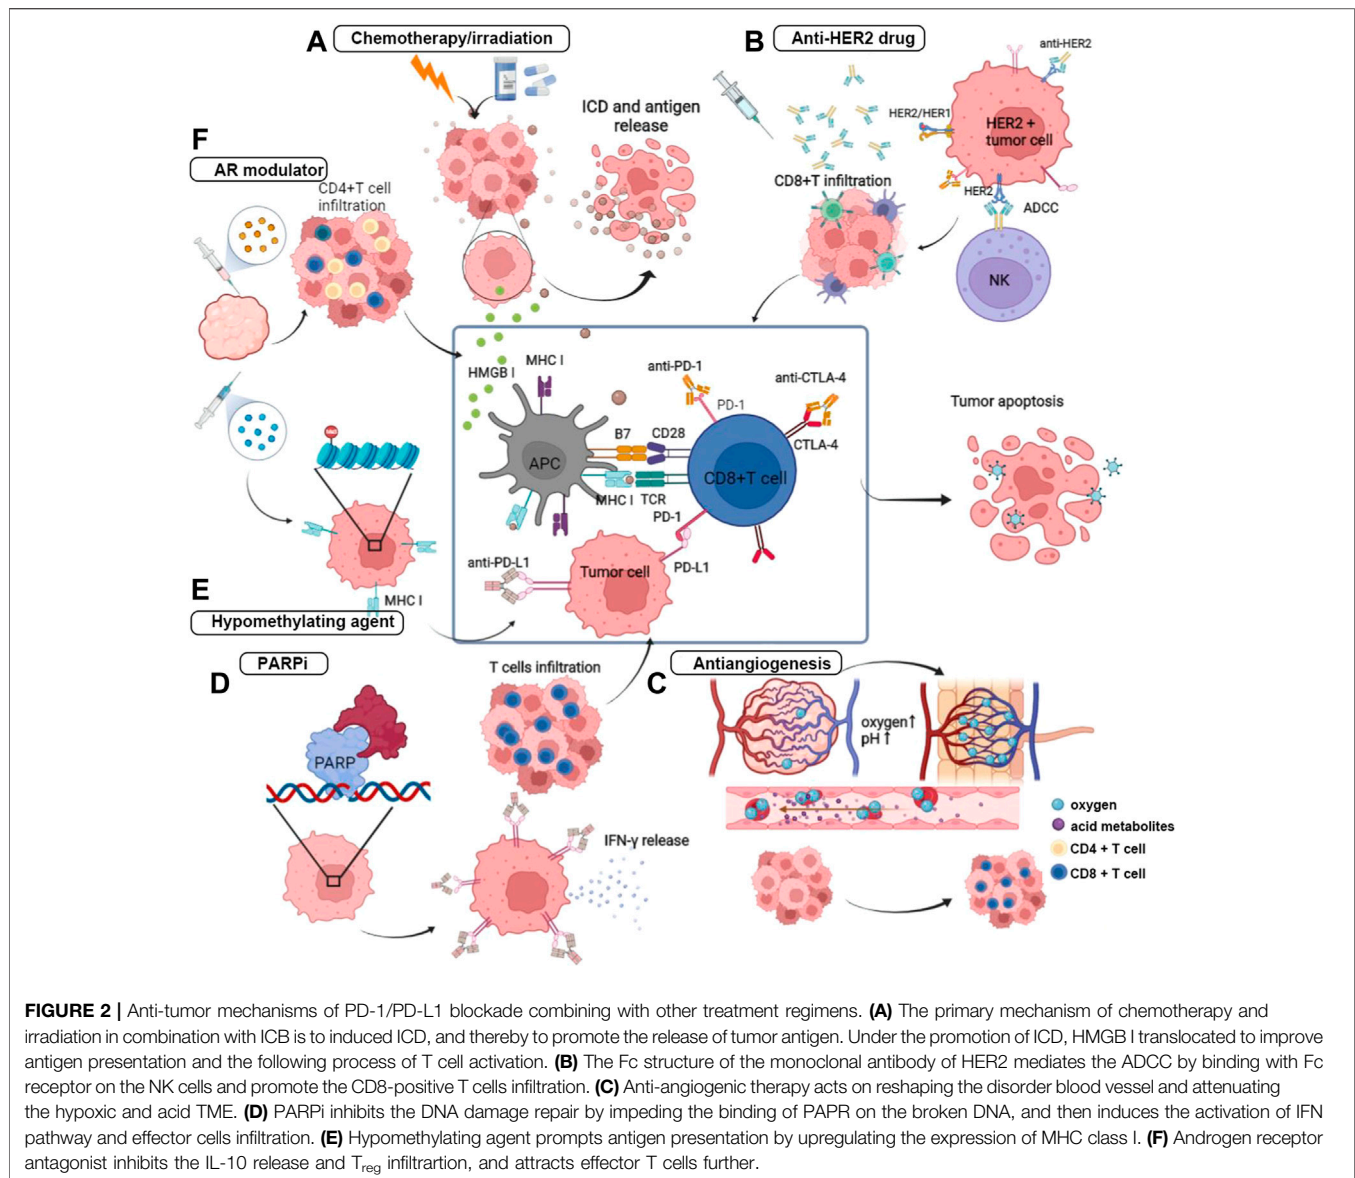 A
Chemotherapy/irradiation
ICD and antigen
release
B
Anti-HER2 drug
anti-HER2
HER2/HER1
HER2 +
tumor cell
CD8+T infiltration
HER2
ADCC
NK
F
AR modulator
CD4+T cell
infiltration
HMGB I
MHC I
anti-PD-1
anti-CTLA-4
PD-1
B7
CD28
CTLA-4
APC
CD8+T cell
MHC I
TCR
PD-1
anti-PD-L1
Tumor cell
PD-L1
Tumor apoptosis
MHC I
E
Hypomethylating agent
D
PARPi
PARP
T cells infiltration
IFN-γ release
C
Antiangiogenesis
oxygen↑
pH↑
oxygen
acid metabolites
CD4 + T cell
CD8 + T cell
FIGURE 2 | Anti-tumor mechanisms of PD-1/PD-L1 blockade combining with other treatment regimens. (A) The primary mechanism of chemotherapy and
irradiation in combination with ICB is to induced ICD, and thereby to promote the release of tumor antigen. Under the promotion of ICD, HMGB I translocated to improve
antigen presentation and the following process of T cell activation. (B) The Fc structure of the monoclonal antibody of HER2 mediates the ADCC by binding with Fc
receptor on the NK cells and promote the CD8-positive T cells infiltration. (C) Anti-angiogenic therapy acts on reshaping the disorder blood vessel and attenuating
the hypoxic and acid TME. (D) PARPi inhibits the DNA damage repair by impeding the binding of PAPR on the broken DNA, and then induces the activation of IFN
pathway and effector cells infiltration. (E) Hypomethylating agent prompts antigen presentation by upregulating the expression of MHC class I. (F) Androgen receptor
antagonist inhibits the IL-10 release and Treg infiltrartion, and attracts effector T cells further.